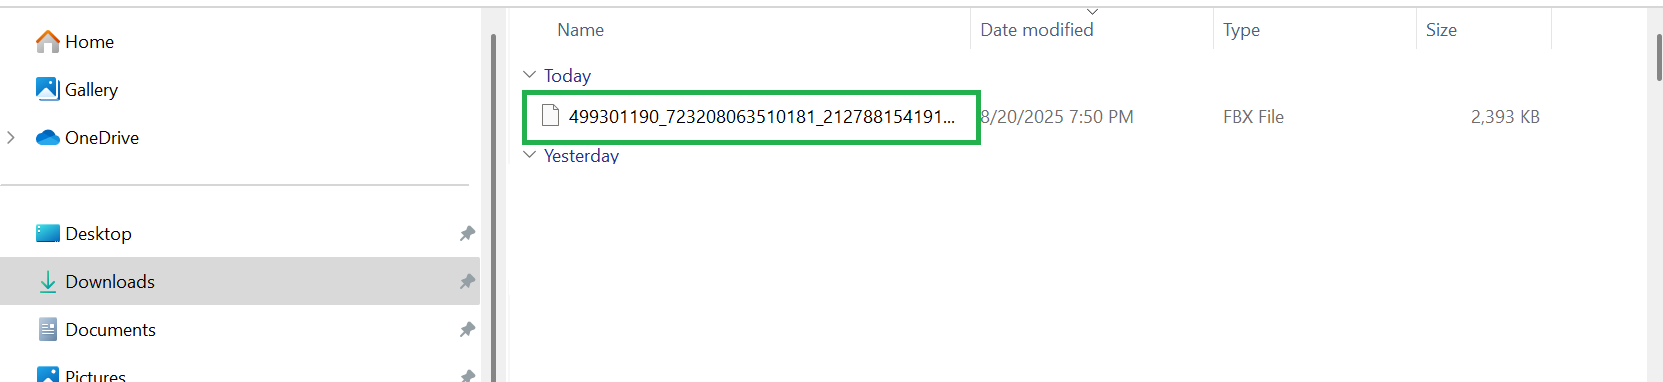 Home
Gallery
OneDrive
Desktop
Downloads
Documents
Pictures
Name Date modified Type Size
Today
499301190_723208063510181_212788154191... 8/20/2025 7:50 PM FBX File 2,393 KB
Yesterday